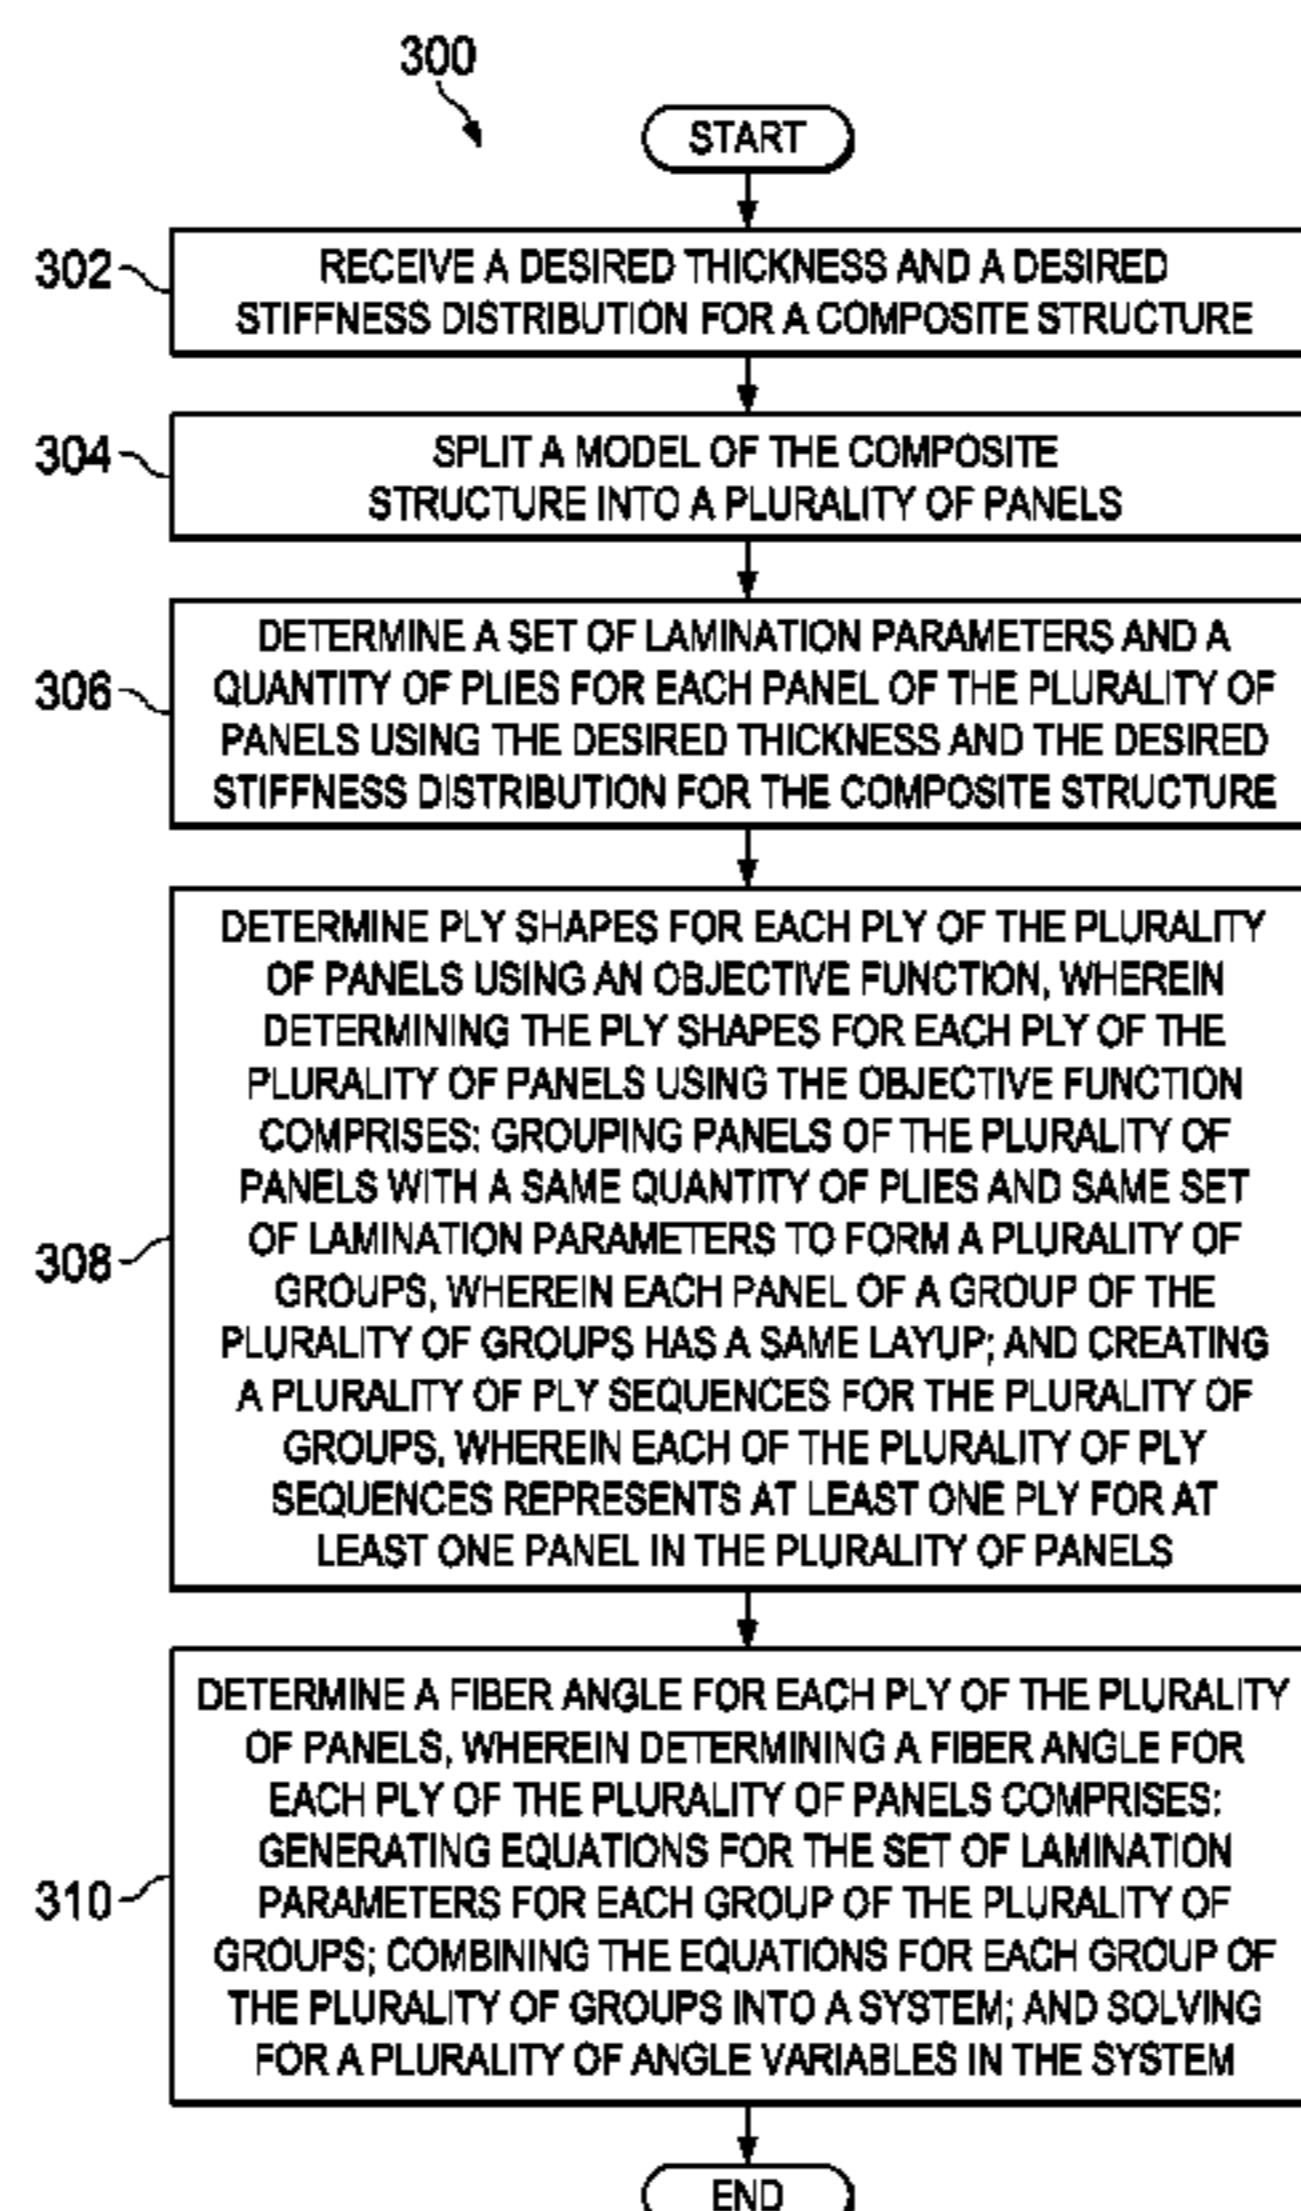 300
START
302
RECEIVE A DESIRED THICKNESS AND A DESIRED
STIFFNESS DISTRIBUTION FOR A COMPOSITE STRUCTURE
304
SPLIT A MODEL OF THE COMPOSITE
STRUCTURE INTO A PLURALITY OF PANELS
306
DETERMINE A SET OF LAMINATION PARAMETERS AND A
QUANTITY OF PLIES FOR EACH PANEL OF THE PLURALITY OF
PANELS USING THE DESIRED THICKNESS AND THE DESIRED
STIFFNESS DISTRIBUTION FOR THE COMPOSITE STRUCTURE
308
DETERMINE PLY SHAPES FOR EACH PLY OF THE PLURALITY
OF PANELS USING AN OBJECTIVE FUNCTION, WHEREIN
DETERMINING THE PLY SHAPES FOR EACH PLY OF THE
PLURALITY OF PANELS USING THE OBJECTIVE FUNCTION
COMPRISES: GROUPING PANELS OF THE PLURALITY OF
PANELS WITH A SAME QUANTITY OF PLIES AND SAME SET
OF LAMINATION PARAMETERS TO FORM A PLURALITY OF
GROUPS, WHEREIN EACH PANEL OF A GROUP OF THE
PLURALITY OF GROUPS HAS A SAME LAYUP; AND CREATING
A PLURALITY OF PLY SEQUENCES FOR THE PLURALITY OF
GROUPS, WHEREIN EACH OF THE PLURALITY OF PLY
SEQUENCES REPRESENTS AT LEAST ONE PLY FOR AT
LEAST ONE PANEL IN THE PLURALITY OF PANELS
310
DETERMINE A FIBER ANGLE FOR EACH PLY OF THE PLURALITY
OF PANELS, WHEREIN DETERMINING A FIBER ANGLE FOR
EACH PLY OF THE PLURALITY OF PANELS COMPRISES:
GENERATING EQUATIONS FOR THE SET OF LAMINATION
PARAMETERS FOR EACH GROUP OF THE PLURALITY OF
GROUPS; COMBINING THE EQUATIONS FOR EACH GROUP OF
THE PLURALITY OF GROUPS INTO A SYSTEM; AND SOLVING
FOR A PLURALITY OF ANGLE VARIABLES IN THE SYSTEM
END